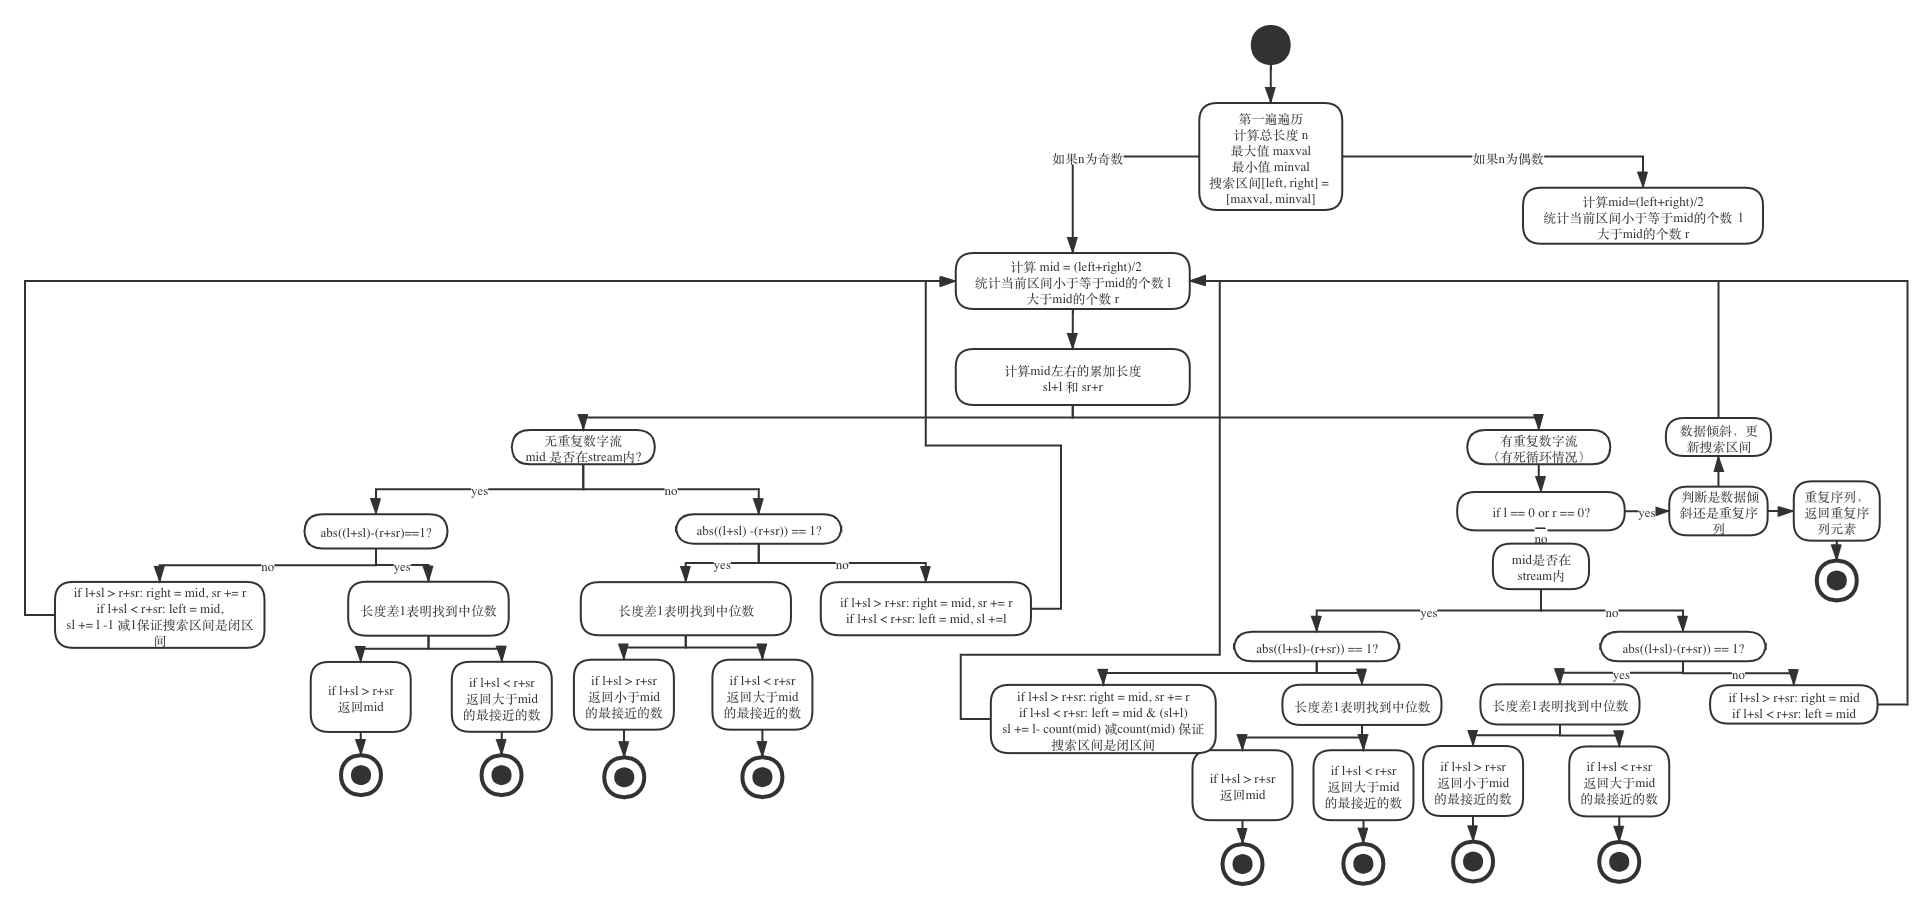 第一遍遍历
计算总长度 n
最大值 maxval
最小值 minval
搜索区间[left, right] =
[maxval, minval]
如果n为奇数
如果n为偶数
计算mid=(left+right)/2
统计当前区间小于等于mid的个数 l
大于mid的个数 r
计算 mid = (left+right)/2
统计当前区间小于等于mid的个数 l
大于mid的个数 r
计算mid左右的累加长度
sl+l 和 sr+r
无重复数字流
mid 是否在stream内?
有重复数字流
（有死循环情况）
数据倾斜，更
新搜索区间
yes
no
if l == 0 or r == 0?
yes
判断是数据倾
斜还是重复序
列
重复序列，
返回重复序
列元素
abs((l+sl)-(r+sr)==1?
abs((l+sl) -(r+sr)) == 1?
no
mid是否在
stream内
no
yes
yes
no
if l+sl > r+sr: right = mid, sr += r
if l+sl < r+sr: left = mid,
sl += l -1 减1保证搜索区间是闭区
间
长度差1表明找到中位数
长度差1表明找到中位数
if l+sl > r+sr: right = mid, sr += r
if l+sl < r+sr: left = mid, sl +=l
yes
no
abs((l+sl)-(r+sr)) == 1?
abs((l+sl)-(r+sr)) == 1?
yes
no
if l+sl > r+sr
返回mid
if l+sl < r+sr
返回大于mid
的最接近的数
if l+sl > r+sr
返回小于mid
的最接近的数
if l+sl < r+sr
返回大于mid
的最接近的数
if l+sl > r+sr: right = mid, sr += r
if l+sl < r+sr: left = mid & (sl+l)
sl += l- count(mid) 减count(mid) 保证
搜索区间是闭区间
长度差1表明找到中位数
长度差1表明找到中位数
if l+sl > r+sr: right = mid
if l+sl < r+sr: left = mid
if l+sl > r+sr
返回mid
if l+sl < r+sr
返回大于mid
的最接近的数
if l+sl > r+sr
返回小于mid
的最接近的数
if l+sl < r+sr
返回大于mid
的最接近的数